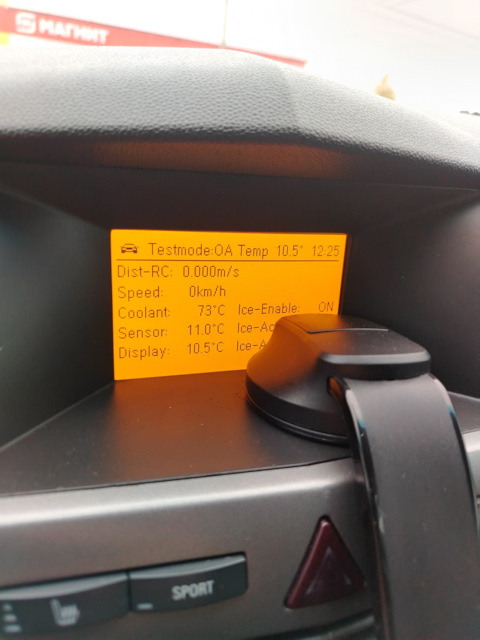 МАГНИТ
Testmode:OA Temp 10.5° 12:25
Dist-RC: 0.000m/s
Speed: 0km/h
Coolant: 73°C Ice-Enable: ON
Sensor: 11.0°C
Display: 10.5°C
SPORT